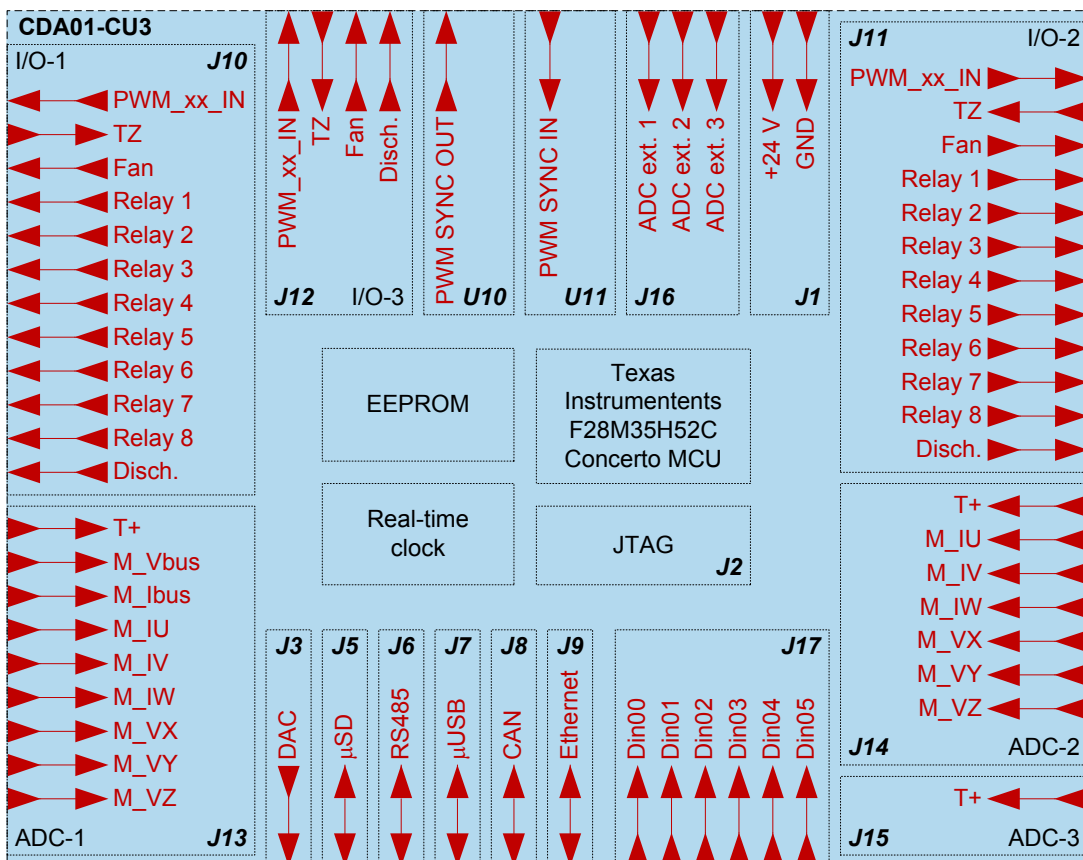 CDA01-CU3
I/O-1
J10
PWM_xx_IN
TZ
Fan
Relay 1
Relay 2
Relay 3
Relay 4
Relay 5
Relay 6
Relay 7
Relay 8
Disch.
PWM_xx_IN
TZ
Fan
Disch.
J12
I/O-3
PWM SYNC OUT
U10
PWM SYNC IN
U11
ADC ext. 1
ADC ext. 2
ADC ext. 3
J16
+24 V
GND
J1
J11
I/O-2
PWM_xx_IN
TZ
Fan
Relay 1
Relay 2
Relay 3
Relay 4
Relay 5
Relay 6
Relay 7
Relay 8
Disch.
EEPROM
Texas
Instrumentents
F28M35H52C
Concerto MCU
Real-time
clock
JTAG
J2
T+
M_Vbus
M_Ibus
M_IU
M_IV
M_IW
M_VX
M_VY
M_VZ
ADC-1
J13
J3
DAC
J5
µSD
J6
RS485
J7
µUSB
J8
CAN
J9
Ethernet
J17
Din00
Din01
Din02
Din03
Din04
Din05
T+
M_IU
M_IV
M_IW
M_VX
M_VY
M_VZ
J14
ADC-2
T+
J15
ADC-3